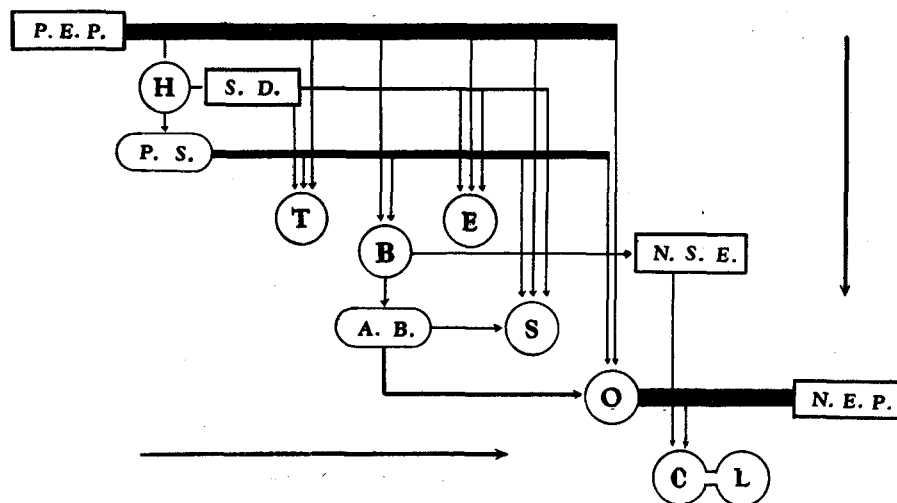 P. E. P.
H
S. D.
P. S.
T
E
B
N. S. E.
A. B.
S
O
N. E. P.
C
L